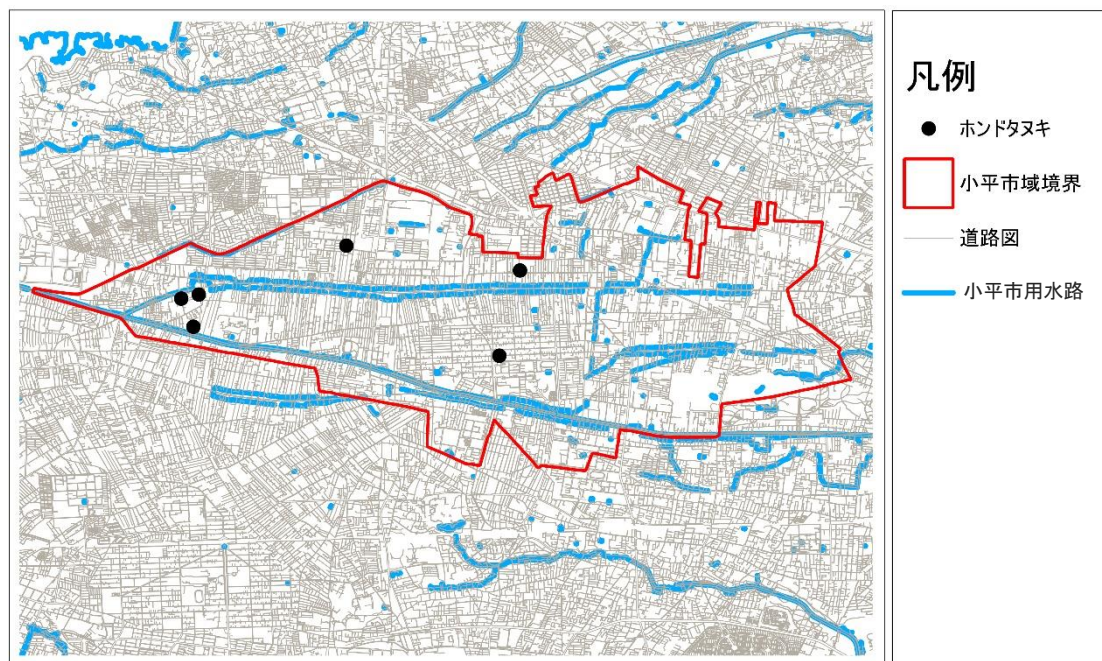 凡例
ホンドタヌキ
小平市域境界
道路図
小平市用水路